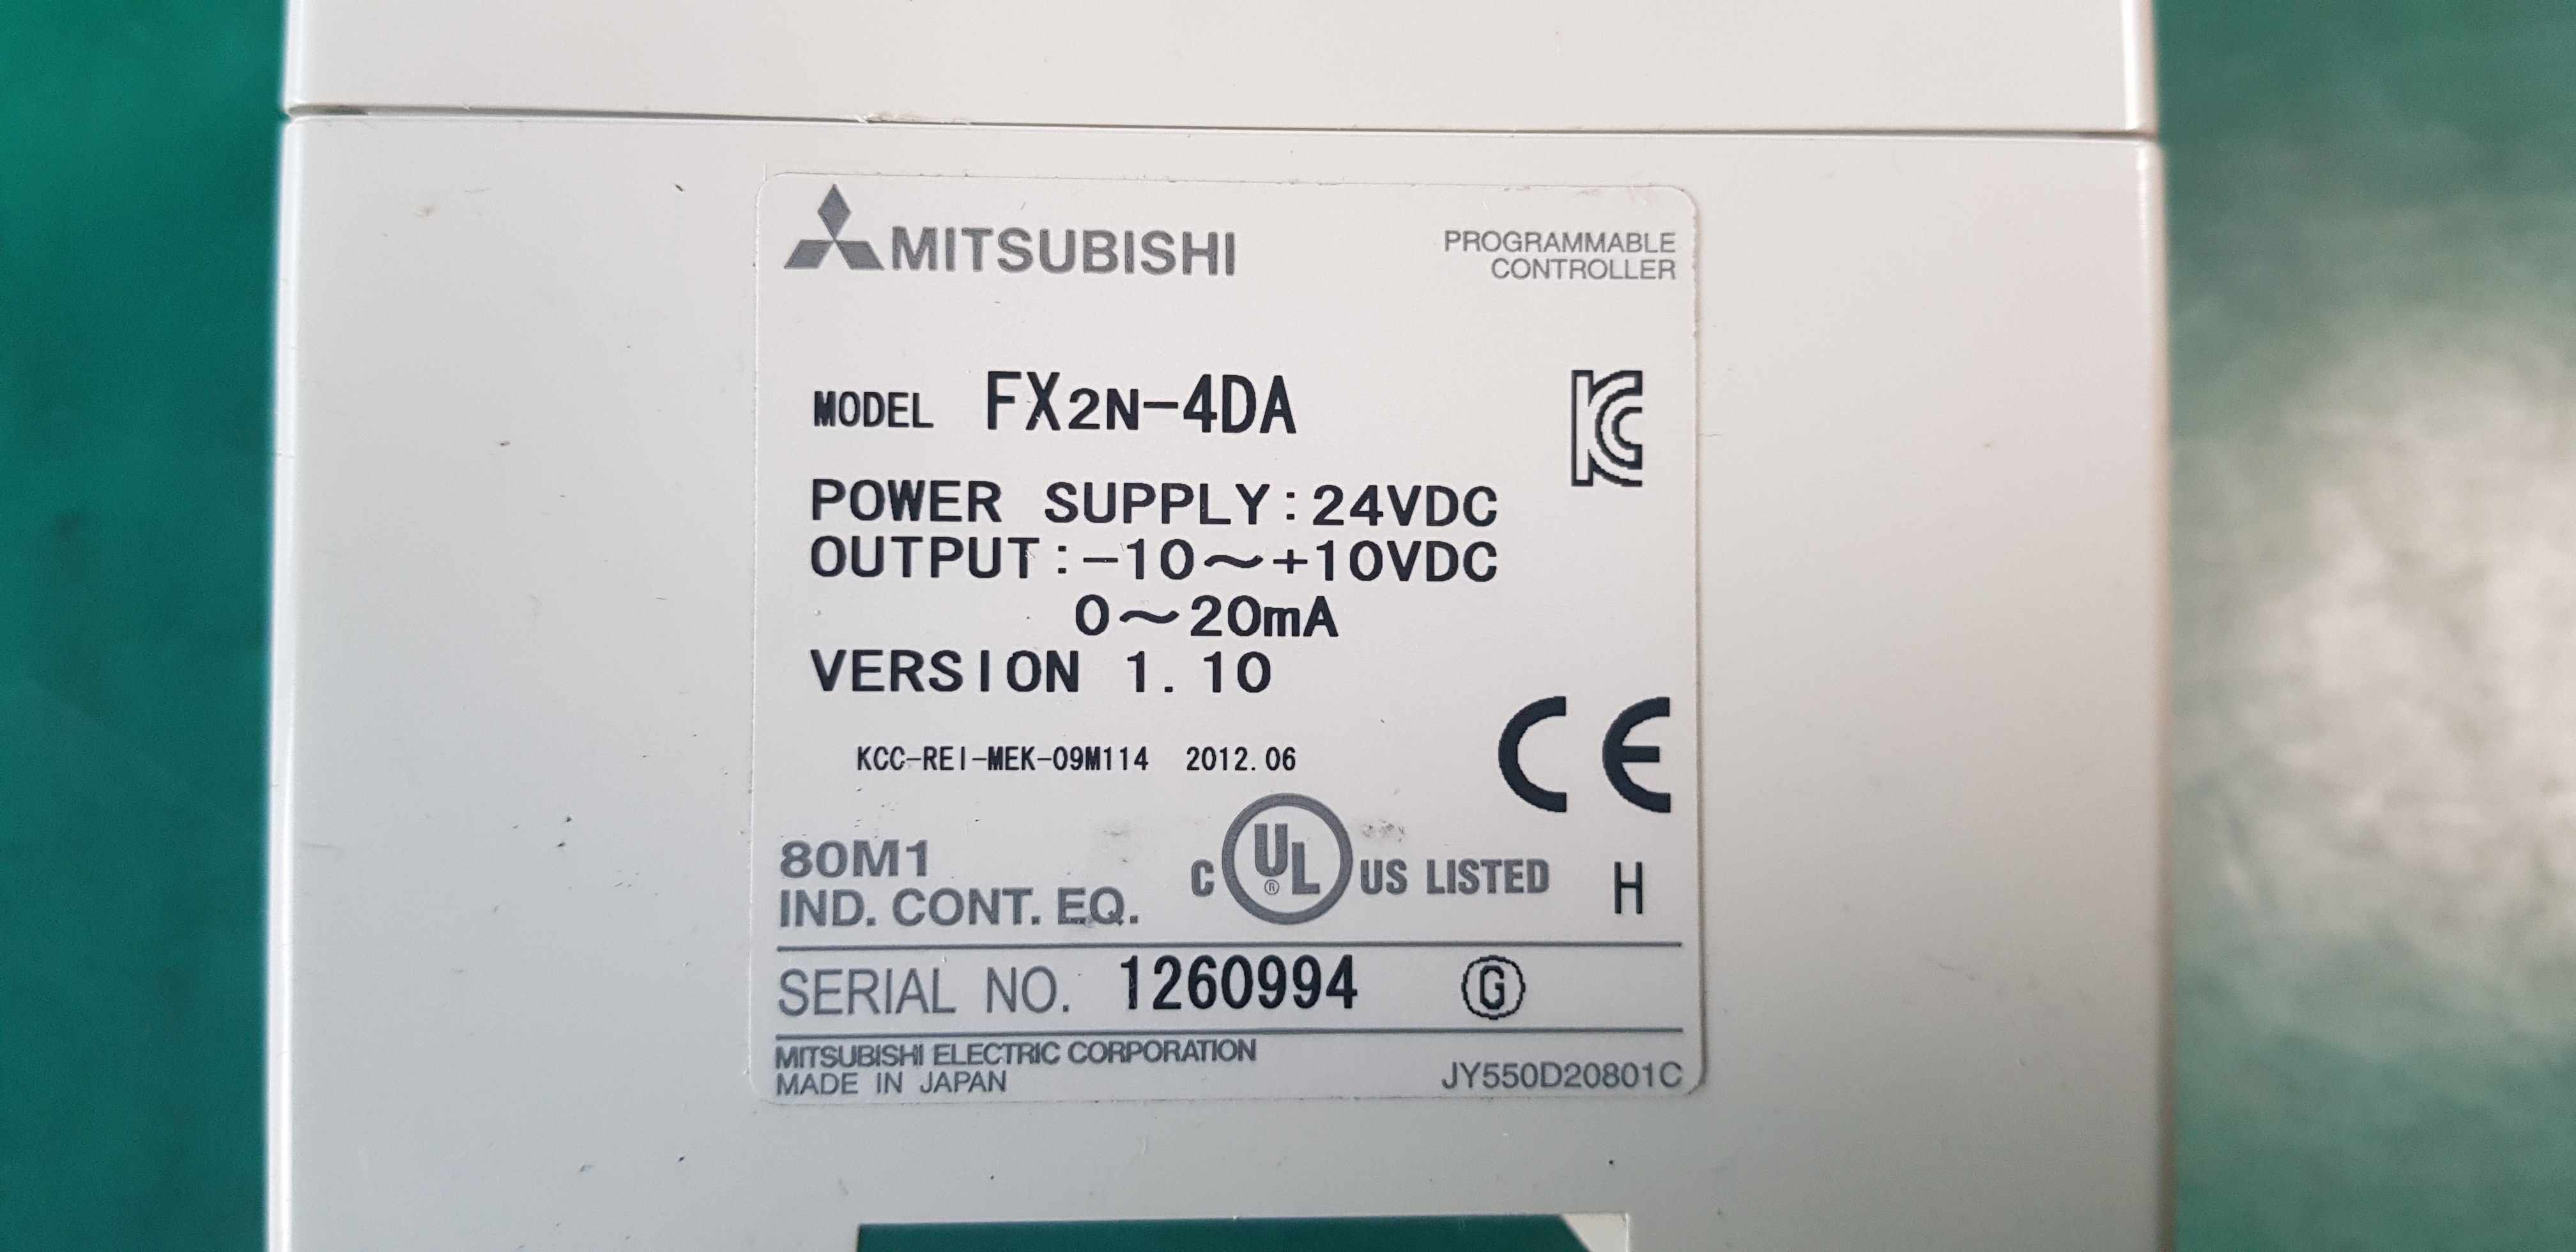 MITSUBISHI
PROGRAMMABLE
CONTROLLER
MODEL FX2N-4DA
POWER SUPPLY:24VDC
OUTPUT:-10～+10VDC
0～20mA
VERSION 1.10
KCC-REI-MEK-09M114 2012.06
CE
80M1
IND. CONT. EQ.
C UL® US LISTED H
SERIAL NO. 1260994 G
MITSUBISHI ELECTRIC CORPORATION
MADE IN JAPAN
JY550D20801C